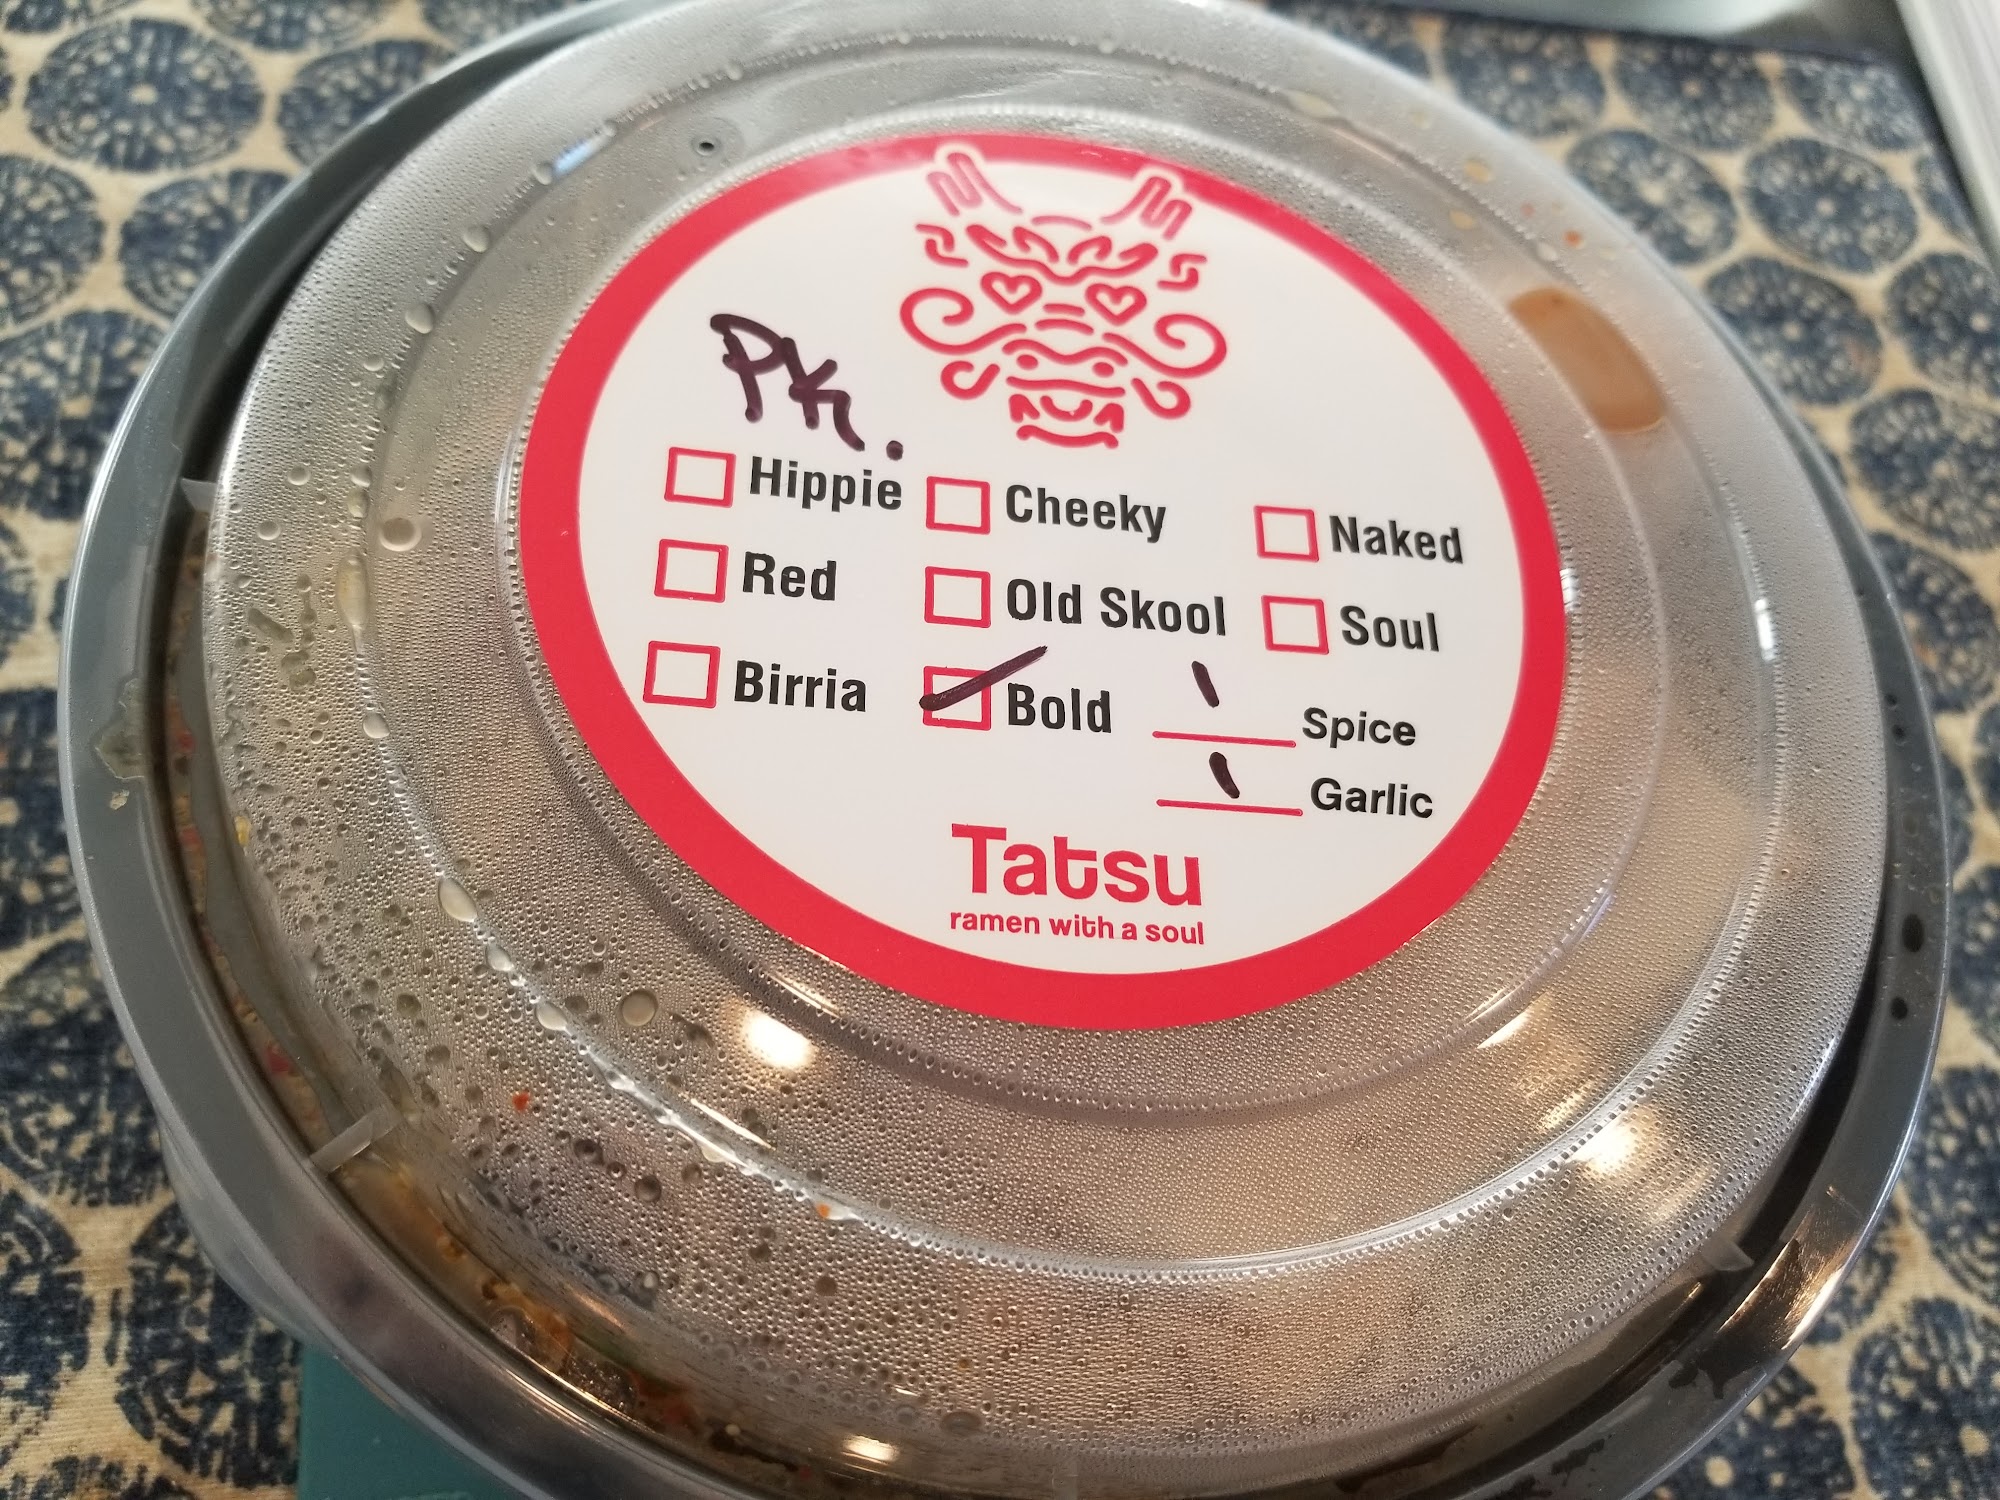 PK.
Hippie Cheeky Naked
Red Old Skool Soul
Birria Bold ı Spice
ı Garlic
Tatsu
ramen with a soul